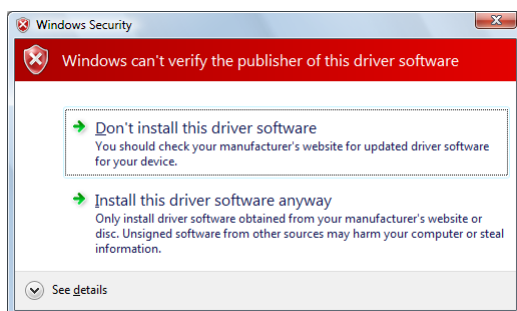 Windows Security
Windows can't verify the publisher of this driver software
Don't install this driver software
You should check your manufacturer's website for updated driver software
for your device.
Install this driver software anyway
Only install driver software obtained from your manufacturer's website or
disc. Unsigned software from other sources may harm your computer or steal
information.
See details